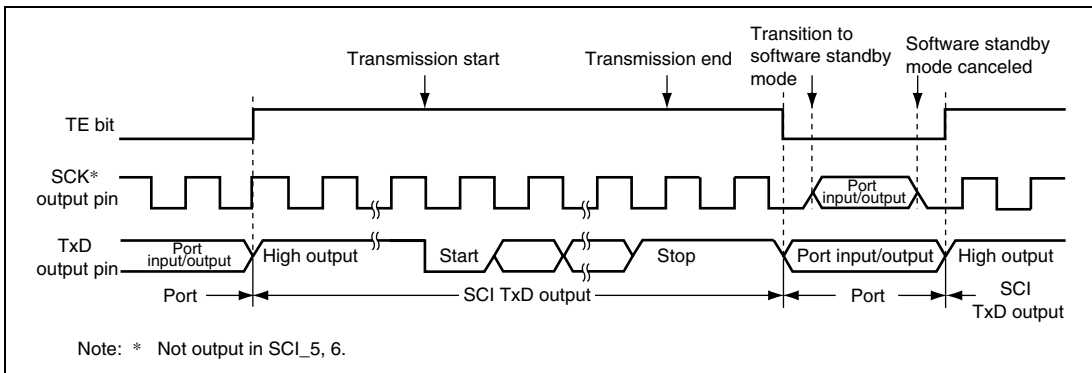 Transmission start
Transmission end
Transition to
software standby
mode
Software standby
mode canceled
TE bit
SCK*
output pin
Port
input/output
TxD
output pin
Port
input/output
High output
Start
Stop
Port input/output
High output
Port
SCI TxD output
Port
SCI
TxD output
Note: * Not output in SCI_5, 6.